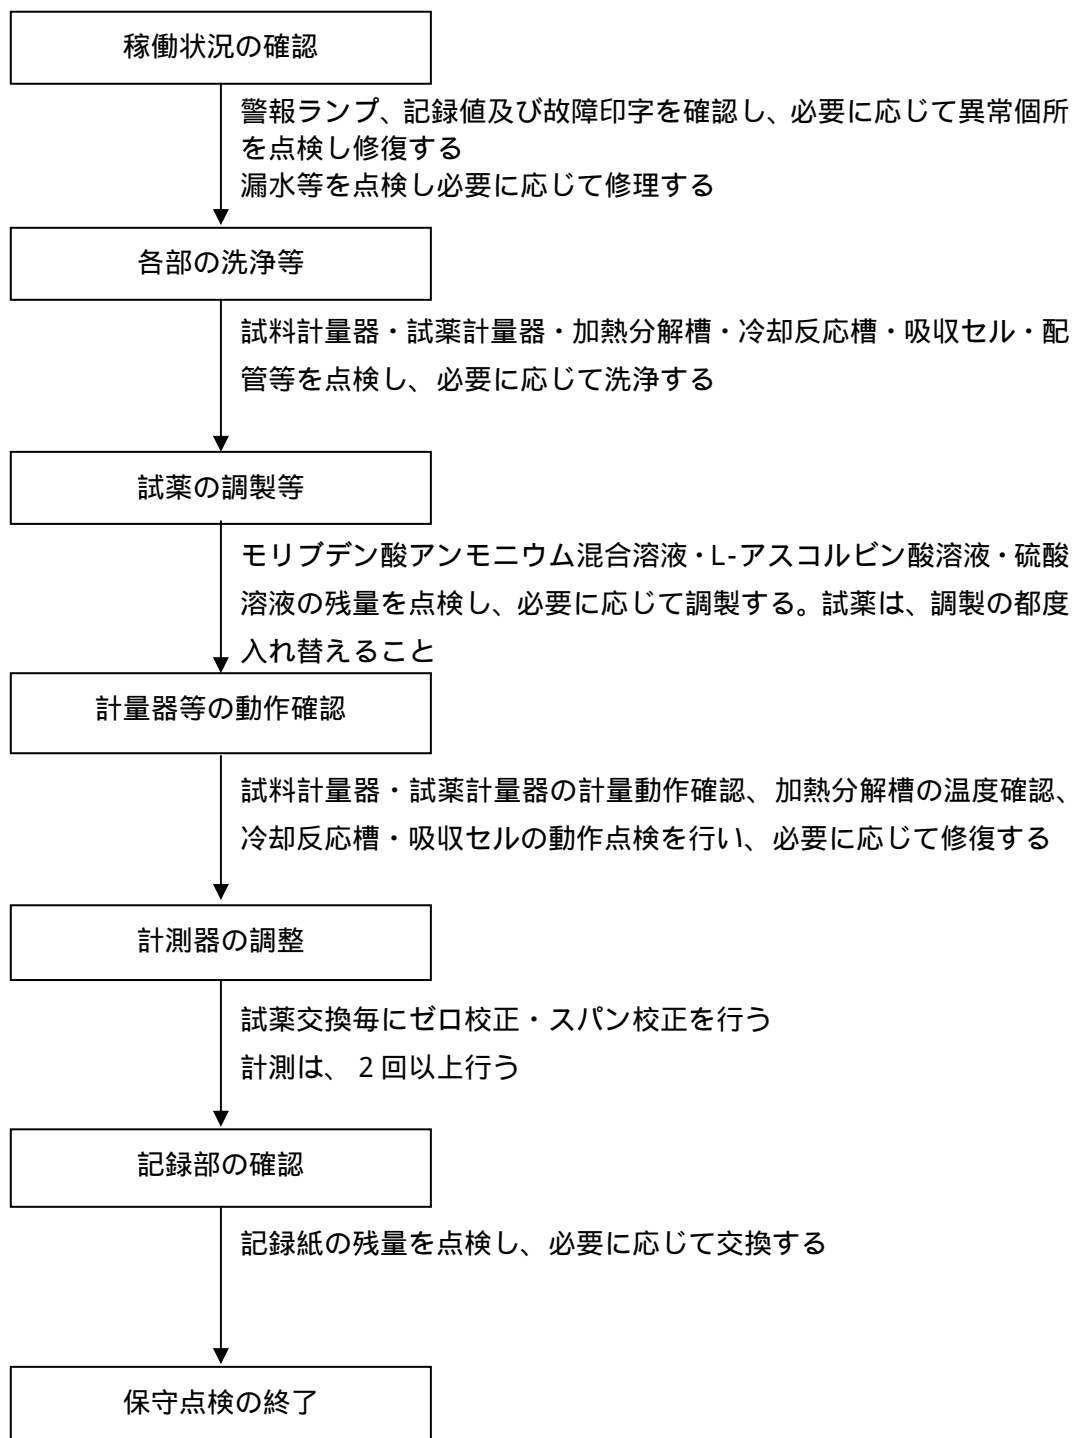 稼働状況の確認
警報ランプ、記録値及び故障印字を確認し、必要に応じて異常個所
を点検し修復する
漏水等を点検し必要に応じて修理する
各部の洗浄等
試料計量器・試薬計量器・加熱分解槽・冷却反応槽・吸収セル・配
管等を点検し、必要に応じて洗浄する
試薬の調製等
モリブデン酸アンモニウム混合溶液・L-アスコルビン酸溶液・硫酸
溶液の残量を点検し、必要に応じて調製する。試薬は、調製の都度
入れ替えること
計量器等の動作確認
試料計量器・試薬計量器の計量動作確認、加熱分解槽の温度確認、
冷却反応槽・吸収セルの動作点検を行い、必要に応じて修復する
計測器の調整
試薬交換毎にゼロ校正・スパン校正を行う
計測は、2回以上行う
記録部の確認
記録紙の残量を点検し、必要に応じて交換する
保守点検の終了